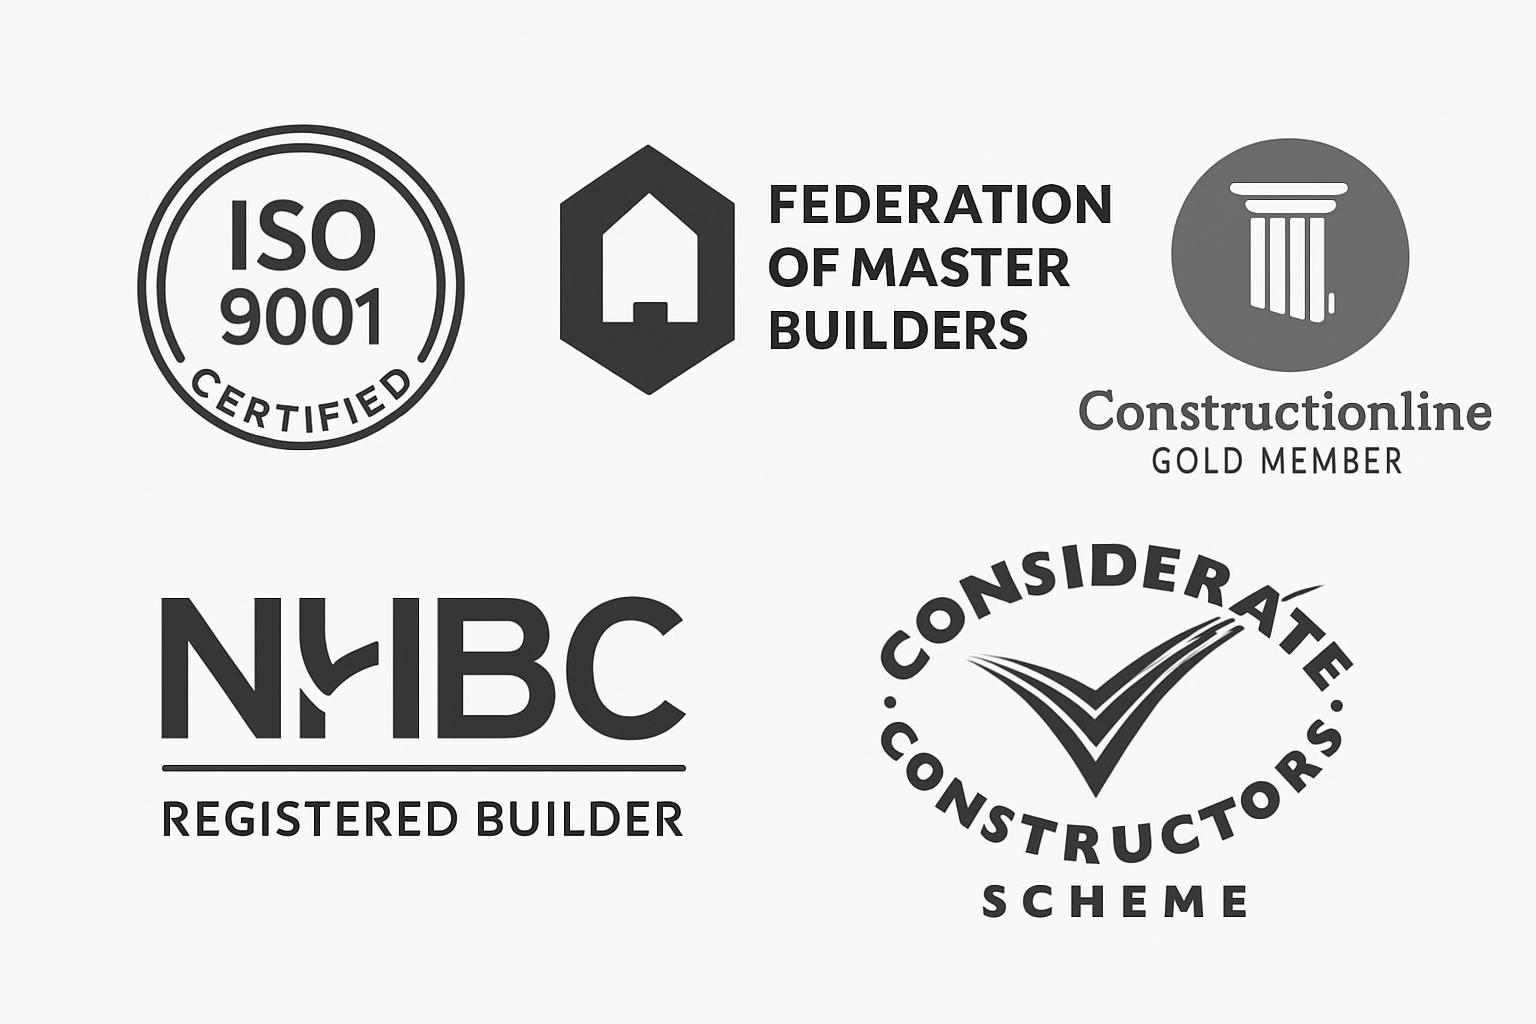 ISO
9001
CERTIFIED
FEDERATION
OF MASTER
BUILDERS
Constructionline
GOLD MEMBER
NHBC
REGISTERED BUILDER
CONSIDERATE
CONSTRUCTORS
SCHEME